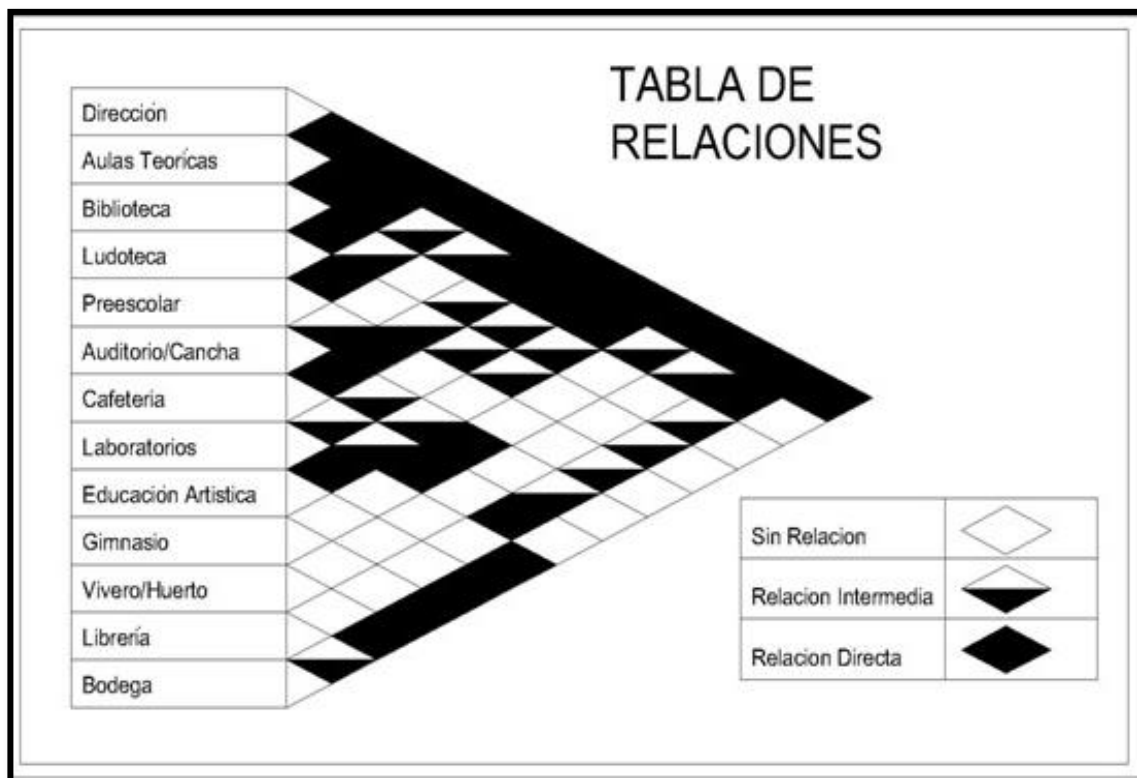 TABLA DE
RELACIONES
Dirección
Aulas Teorícas
Biblioteca
Ludoteca
Preescolar
Auditorio/Cancha
Cafeteria
Laboratorios
Educación Artistica
Gimnasio
Vivero/Huerto
Librería
Bodega
Sin Relacion
Relacion Intermedia
Relacion Directa